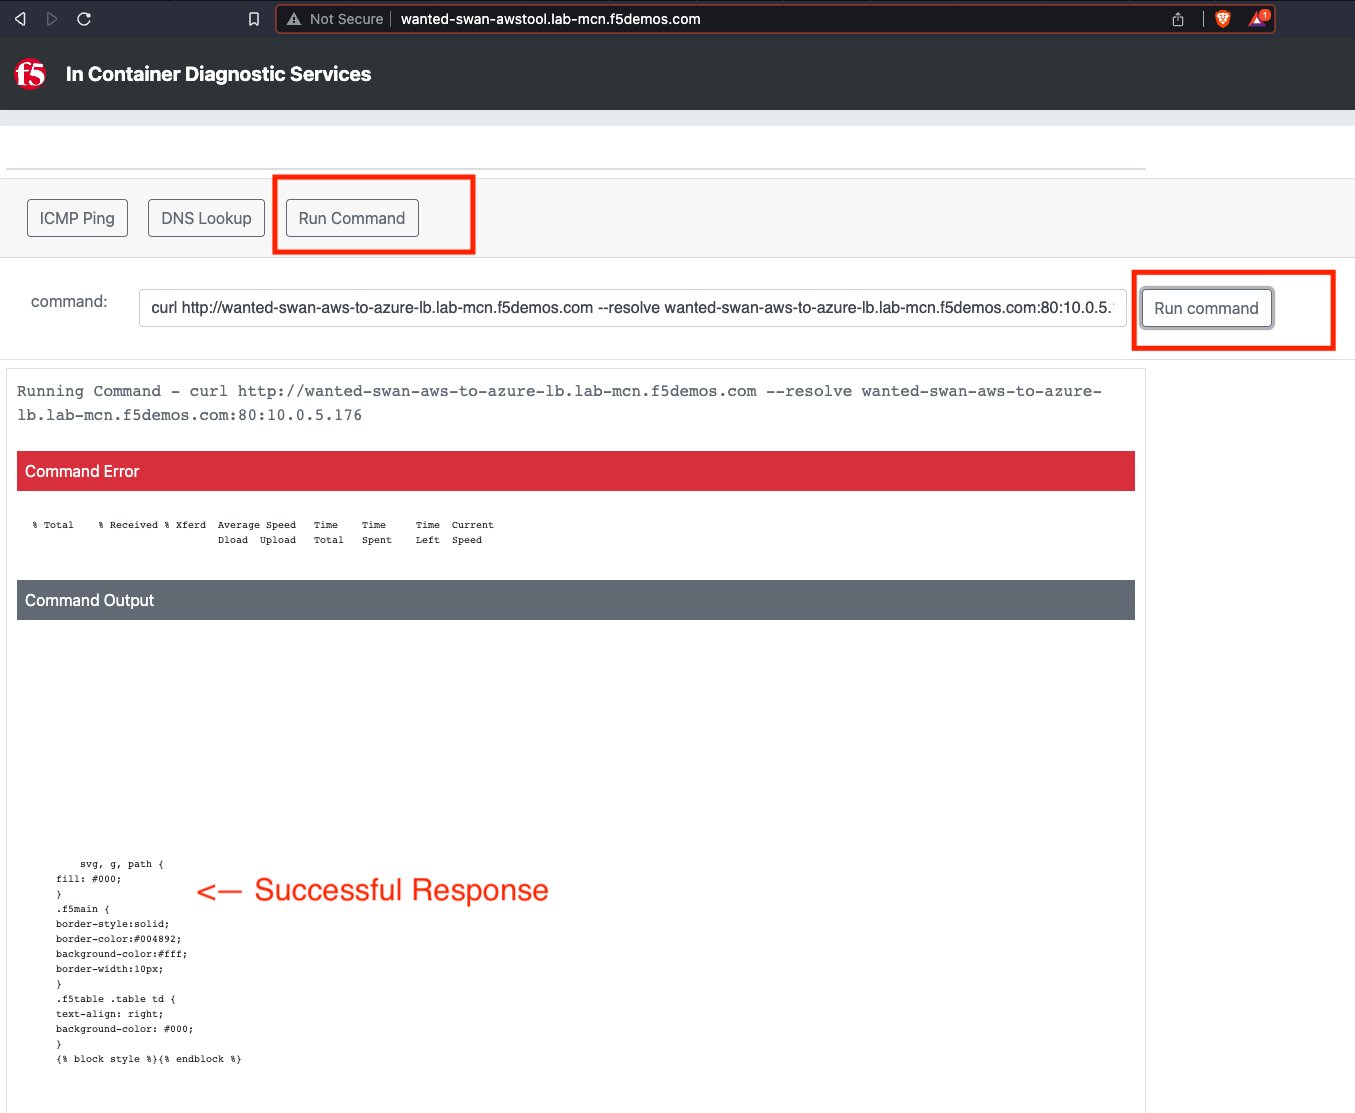 Not Secure wanted-swan-awstool.lab-mcn.f5demos.com 1
f5 In Container Diagnostic Services
ICMP Ping DNS Lookup Run Command
command: curl http://wanted-swan-aws-to-azure-lb.lab-mcn.f5demos.com --resolve wanted-swan-aws-to-azure-lb.lab-mcn.f5demos.com:80:10.0.5. Run command
Running Command - curl http://wanted-swan-aws-to-azure-lb.lab-mcn.f5demos.com --resolve wanted-swan-aws-to-azure-
lb.lab-mcn.f5demos.com:80:10.0.5.176
Command Error
% Total % Received % Xferd Average Speed Time Time Time Current
Dload Upload Total Spent Left Speed
Command Output
svg, g, path {
fill: #000;
}
<— Successful Response
.f5main {
border-style:solid;
border-color:#004892;
background-color:#fff;
border-width:10px;
}
.f5table .table td {
text-align: right;
background-color: #000;
}
{% block style %}{% endblock %}